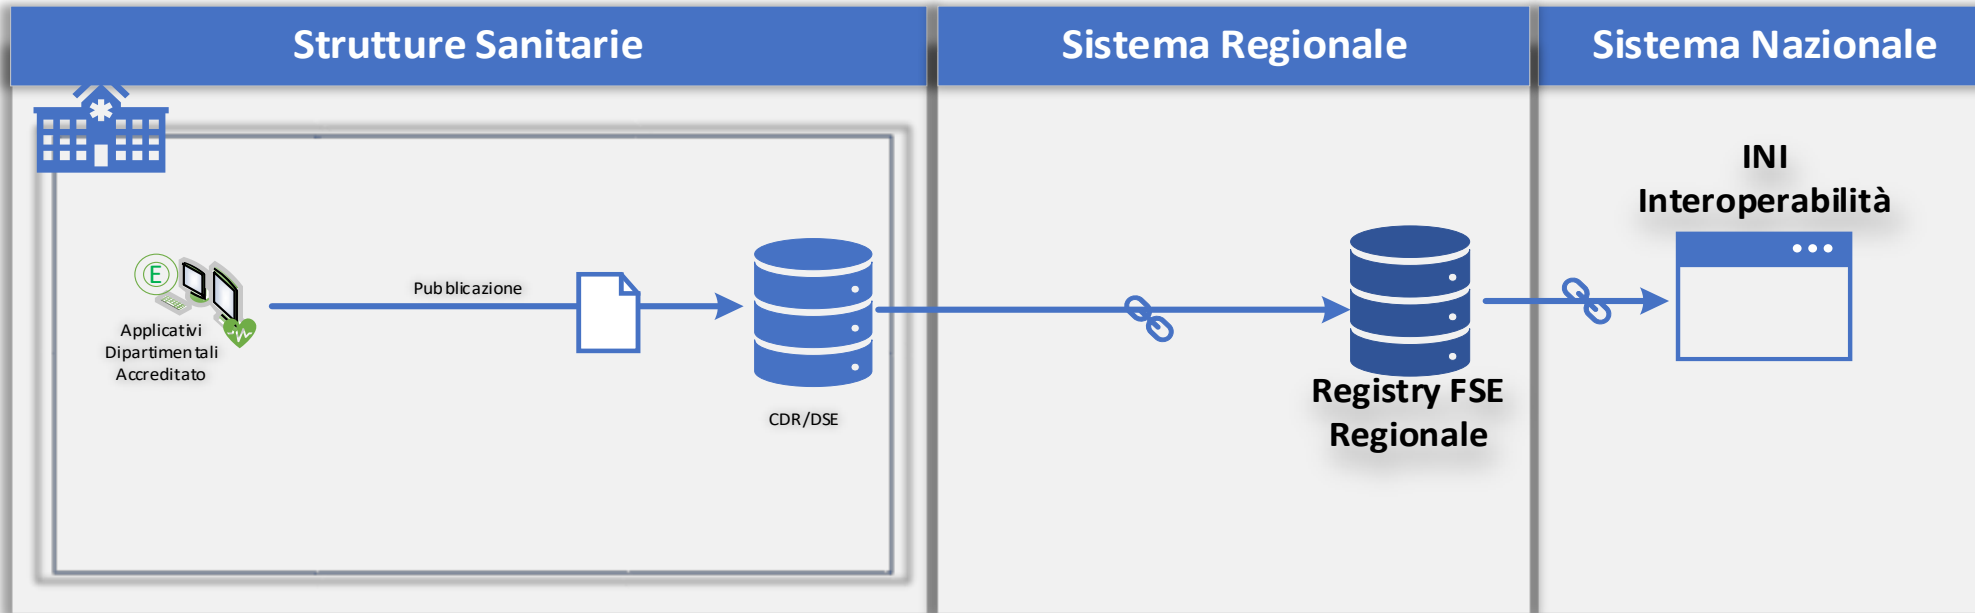 Strutture Sanitarie
Sistema Regionale
Sistema Nazionale
INI
Interoperabilità
E
Pubblicazione
Applicativi
Dipartimentali
Accreditato
CDR/DSE
Registry FSE
Regionale